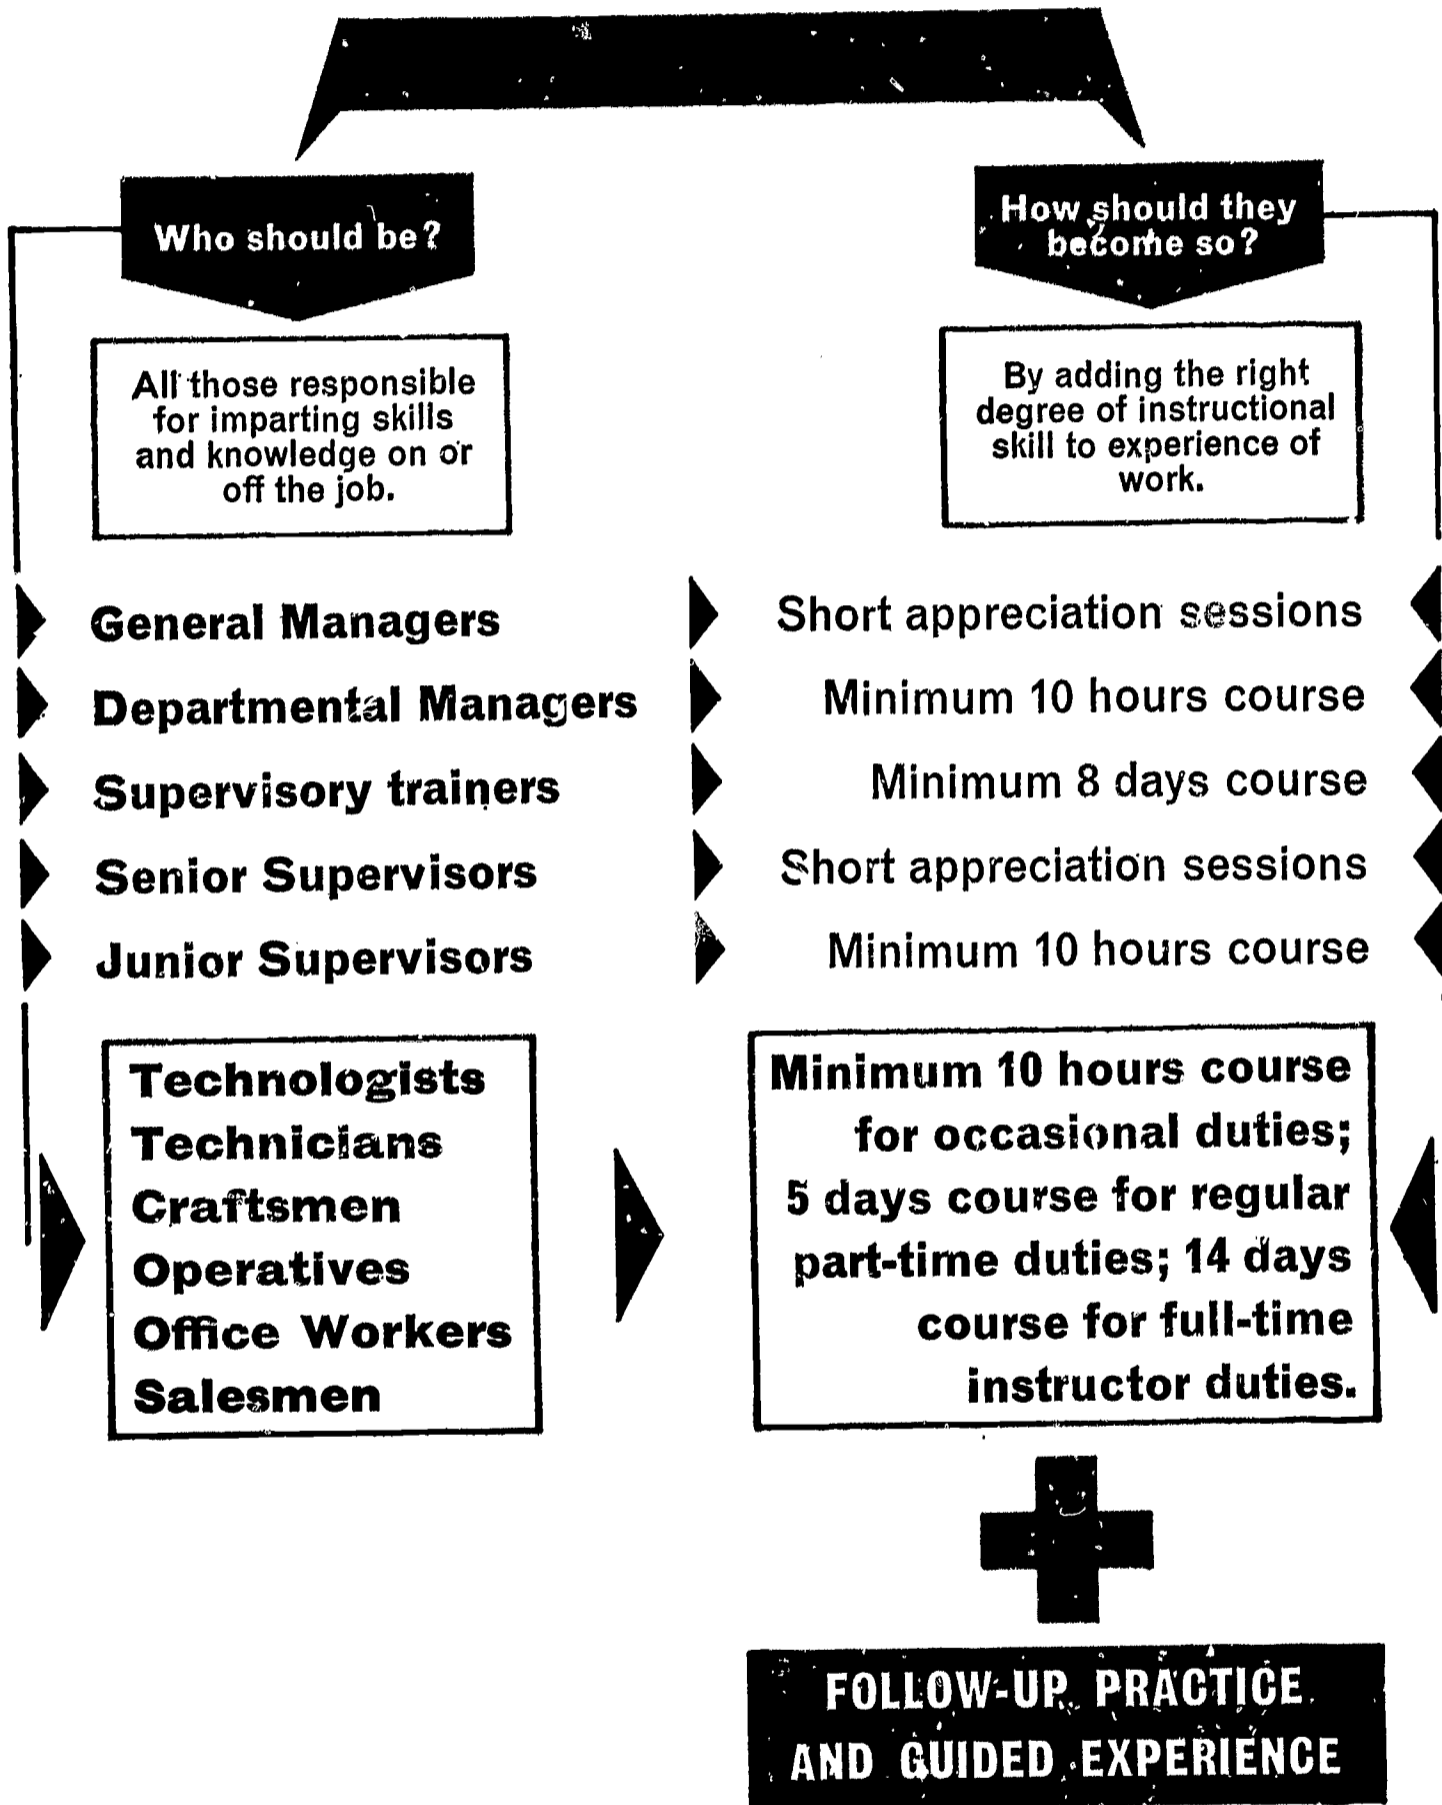 Who should be?
How should they
become so?
All those responsible
for imparting skills
and knowledge on or
off the job.
By adding the right
degree of instructional
skill to experience of
work.
General Managers
Short appreciation sessions
Departmental Managers
Minimum 10 hours course
Supervisory trainers
Minimum 8 days course
Senior Supervisors
Short appreciation sessions
Junior Supervisors
Minimum 10 hours course
Technologists
Technicians
Craftsmen
Operatives
Office Workers
Salesmen
Minimum 10 hours course
for occasional duties;
5 days course for regular
part-time duties; 14 days
course for full-time
instructor duties.
FOLLOW-UP PRACTICE
AND GUIDED EXPERIENCE